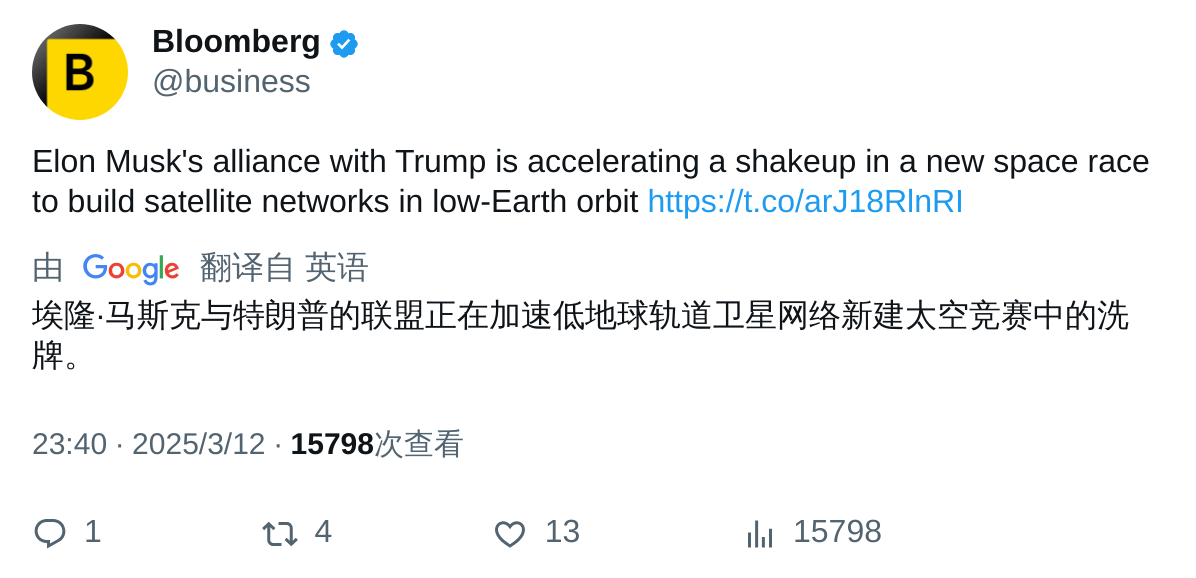 B
Bloomberg
@business
Elon Musk's alliance with Trump is accelerating a shakeup in a new space race
to build satellite networks in low-Earth orbit https://t.co/arJ18RlnRI
由 Google 翻译自 英语
埃隆·马斯克与特朗普的联盟正在加速低地球轨道卫星网络新建太空竞赛中的洗
牌。
23:40 · 2025/3/12 · 15798次查看
1 4 13 15798